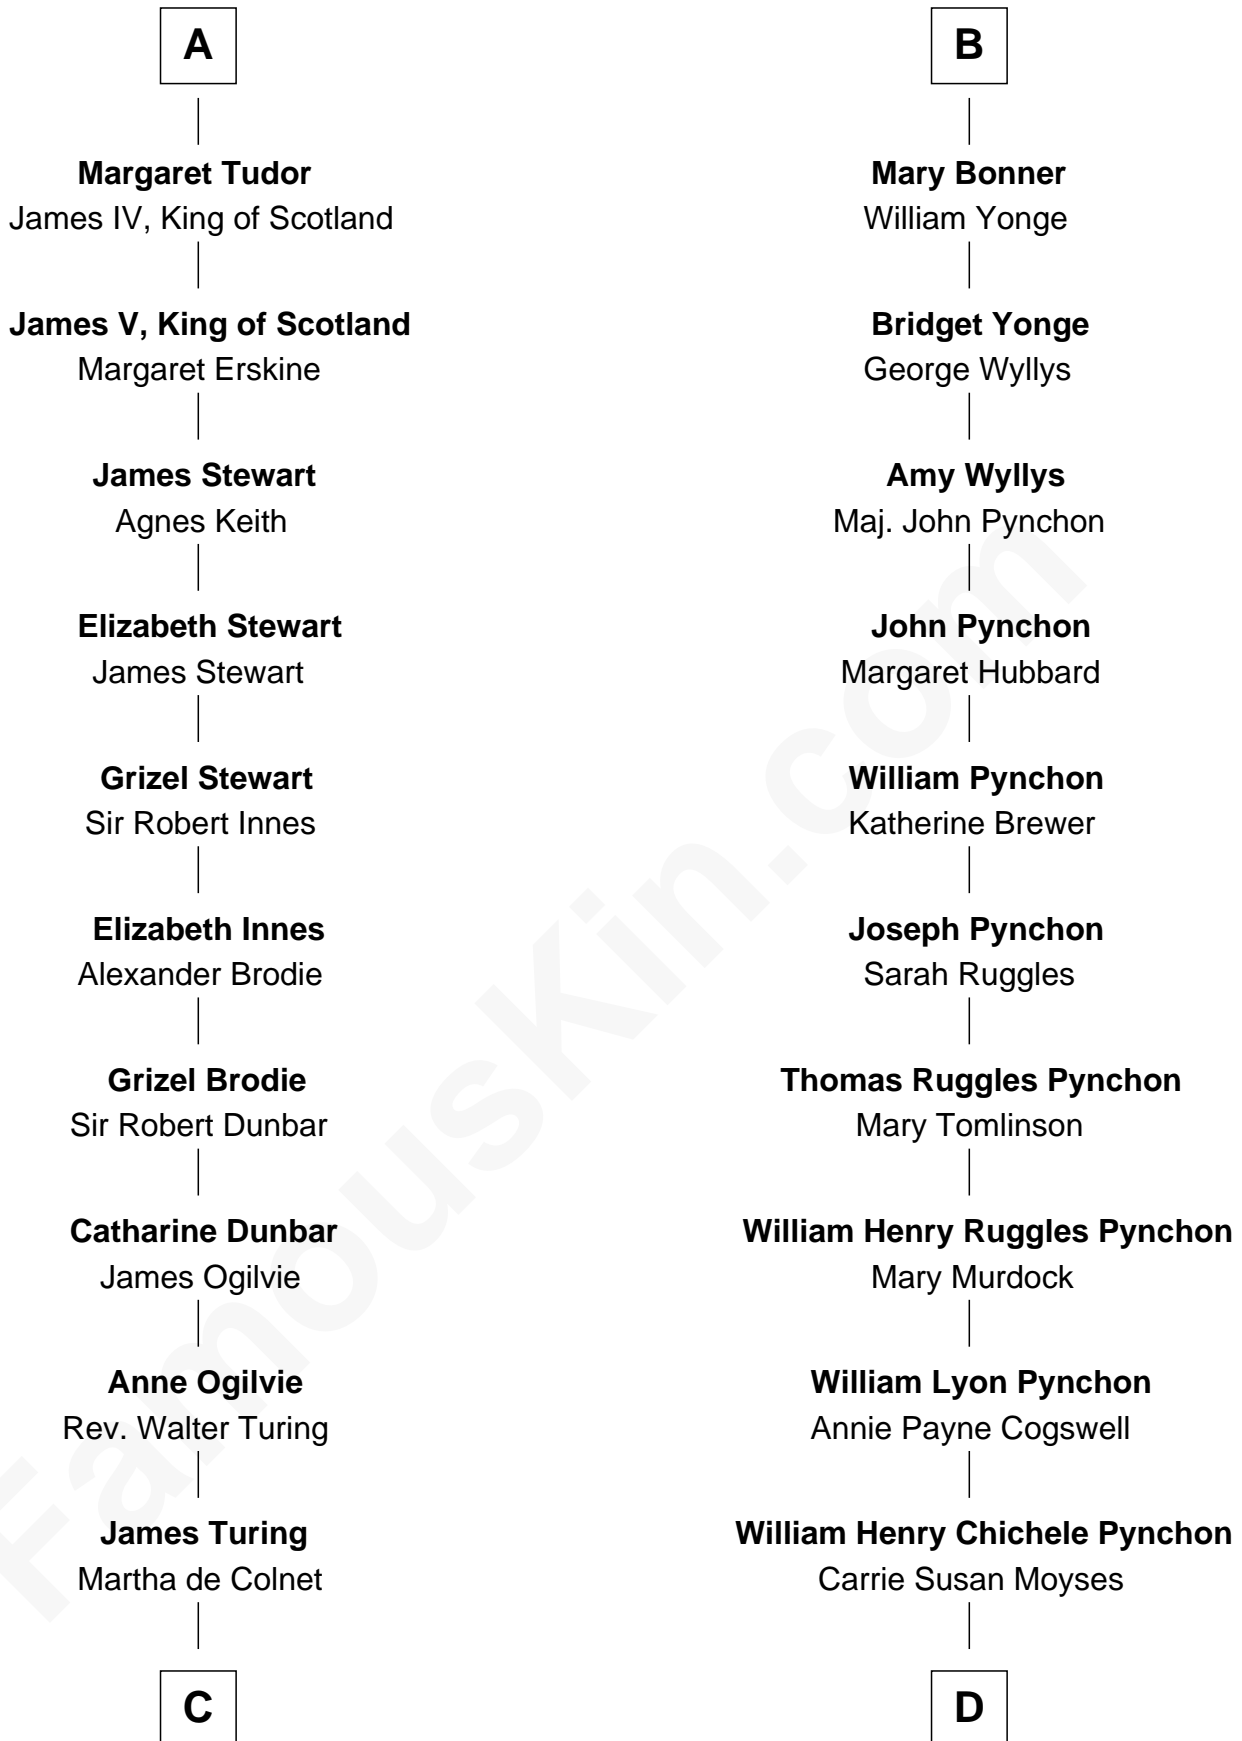 A
Margaret Tudor
James IV, King of Scotland
James V, King of Scotland
Margaret Erskine
James Stewart
Agnes Keith
Elizabeth Stewart
James Stewart
Grizel Stewart
Sir Robert Innes
Elizabeth Innes
Alexander Brodie
Grizel Brodie
Sir Robert Dunbar
Catharine Dunbar
James Ogilvie
Anne Ogilvie
Rev. Walter Turing
James Turing
Martha de Colnet
C
B
Mary Bonner
William Yonge
Bridget Yonge
George Wyllys
Amy Wyllys
Maj. John Pynchon
John Pynchon
Margaret Hubbard
William Pynchon
Katherine Brewer
Joseph Pynchon
Sarah Ruggles
Thomas Ruggles Pynchon
Mary Tomlinson
William Henry Ruggles Pynchon
Mary Murdock
William Lyon Pynchon
Annie Payne Cogswell
William Henry Chichele Pynchon
Carrie Susan Moyses
D
FamousKin.com